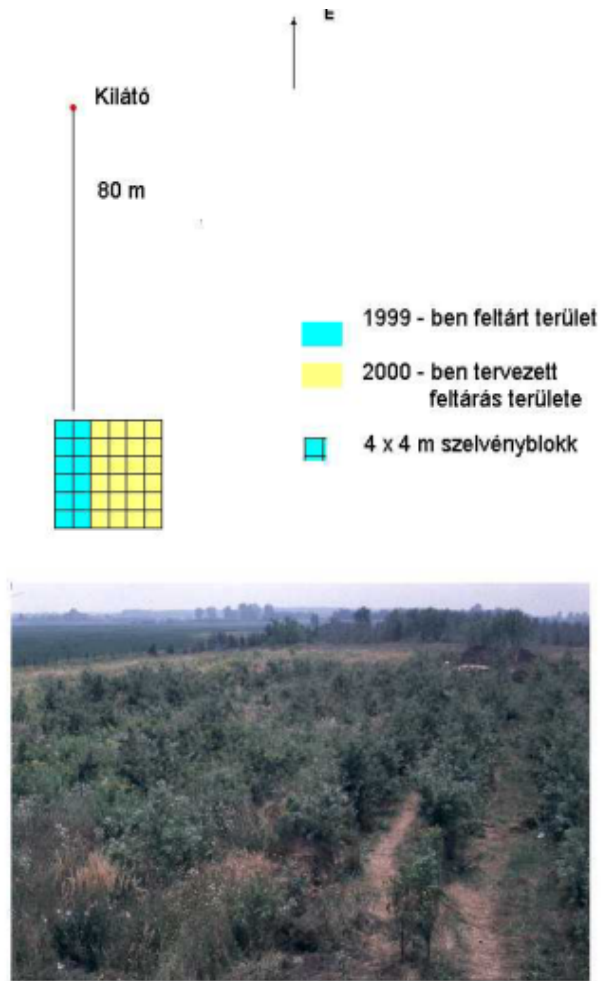 E
Kilátó
80 m
1999 - ben feltárt terület
2000 - ben tervezett
feltárás területe
4 x 4 m szelvényblokk